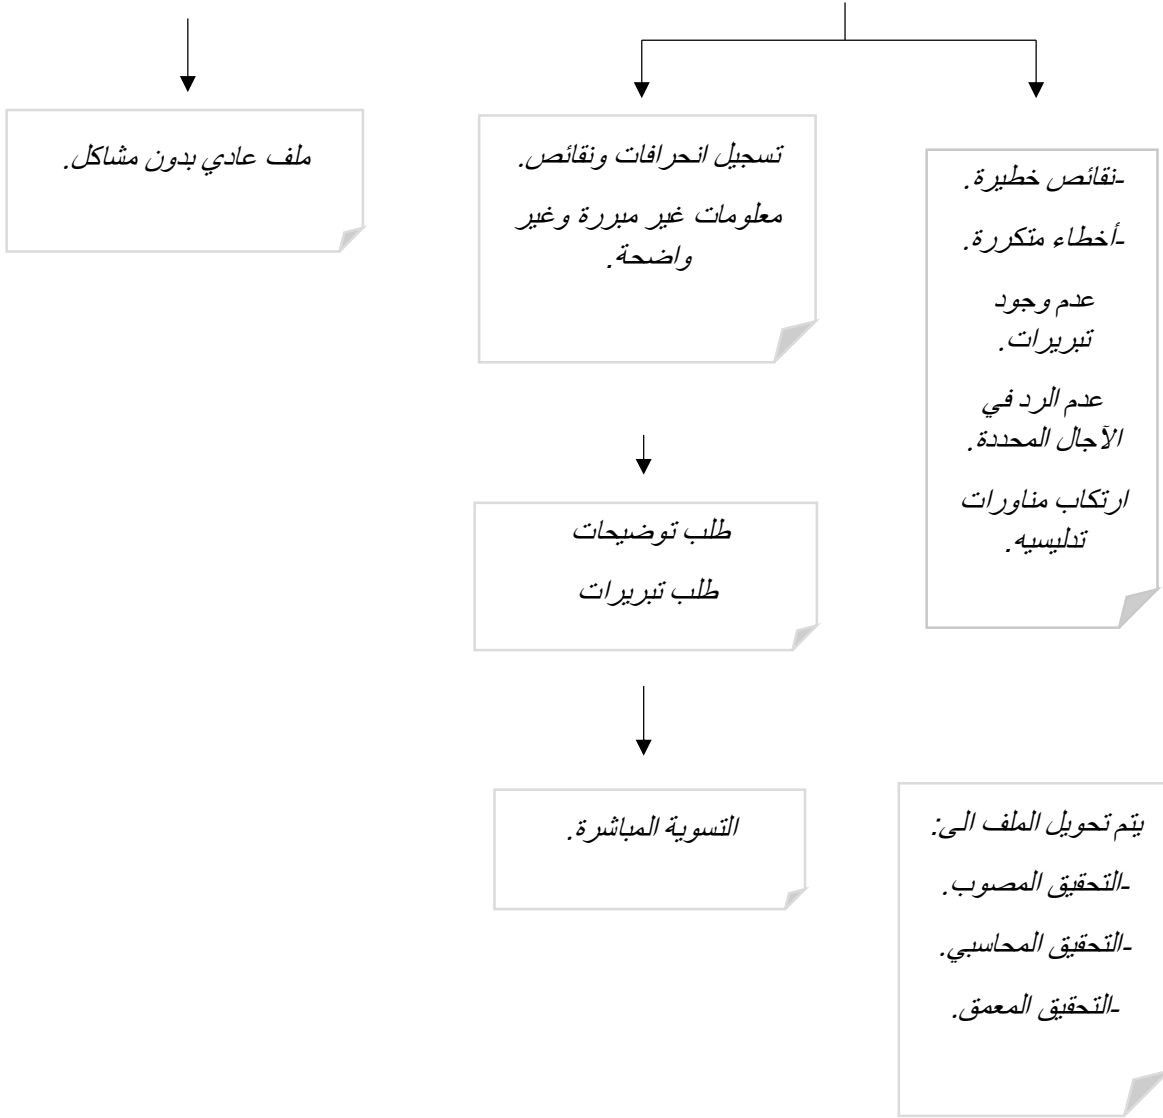 -نقائص خطيرة.
-أخطاء متكررة.
عدم وجود
تبريرات.
عدم الرد في
الآجال المحددة.
ارتكاب مناورات
تدليسيه.
تسجيل انحرافات ونقائص.
معلومات غير مبررة وغير
واضحة.
ملف عادي بدون مشاكل.
طلب توضيحات
طلب تبريرات
يتم تحويل الملف الى:
-التحقيق المصوب.
-التحقيق المحاسبي.
-التحقيق المعمق.
التسوية المباشرة.